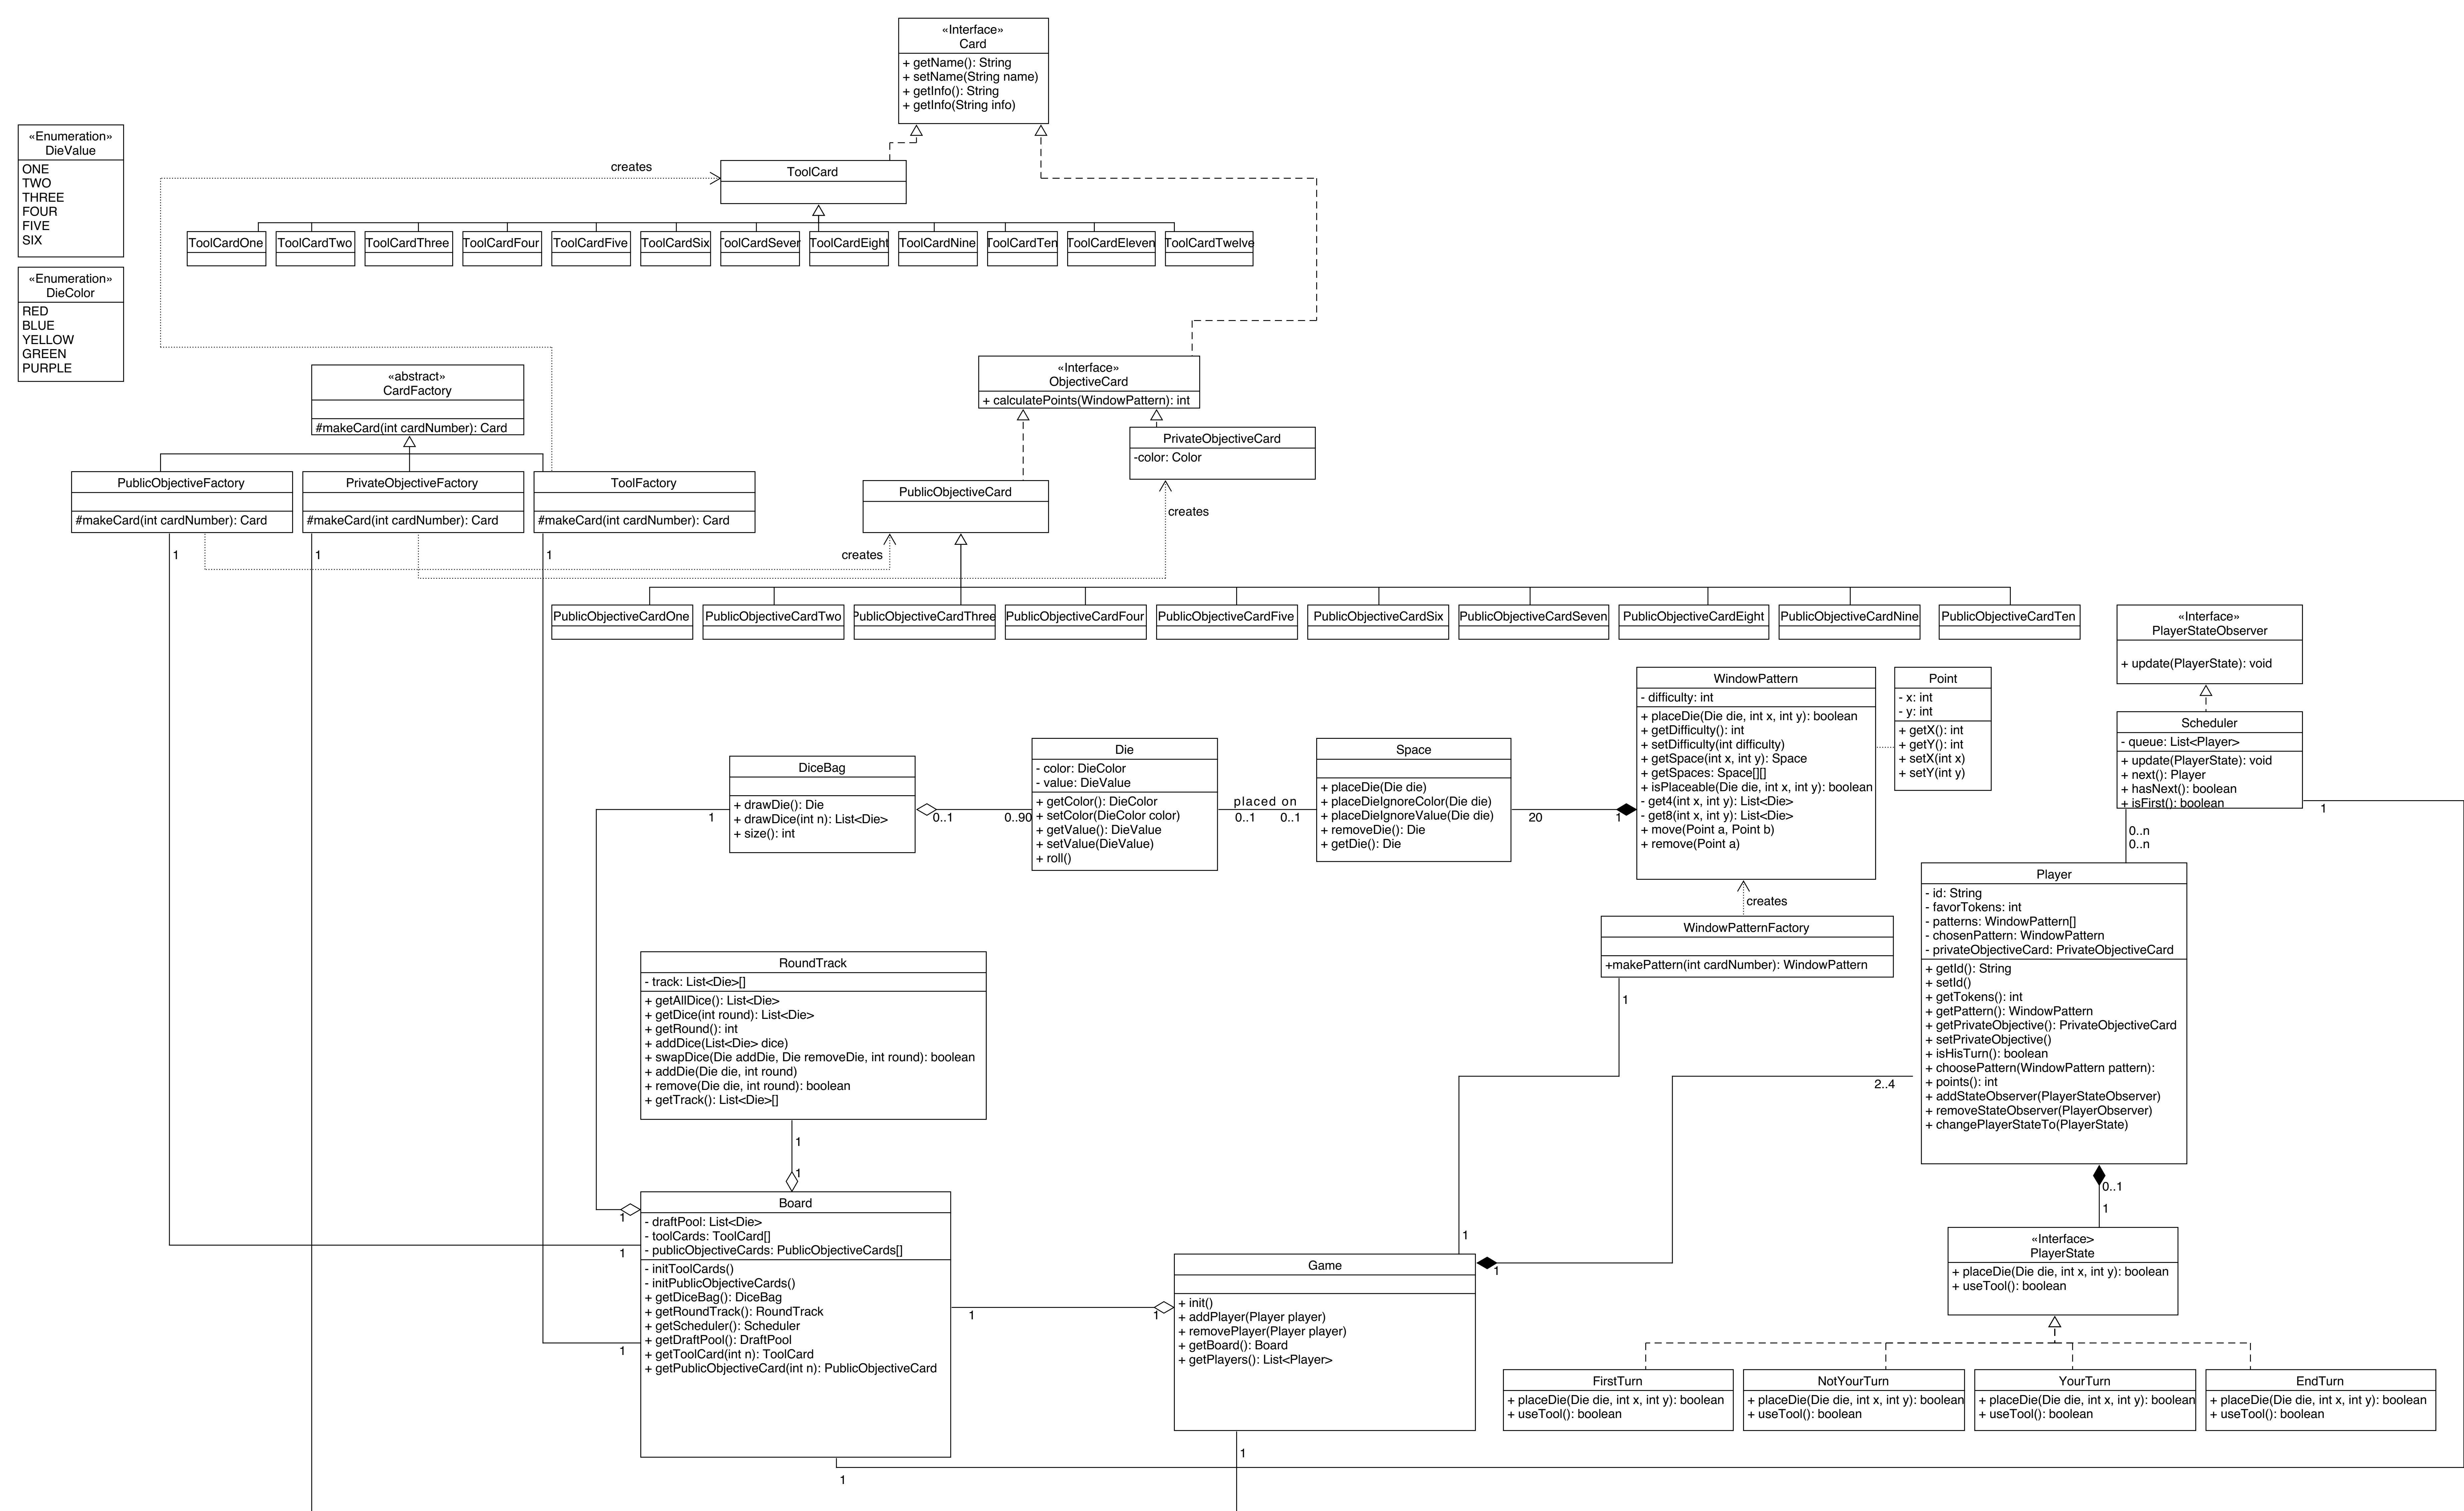 «Interface»
Card
+ getName(): String
+ setName(String name)
+ getInfo(): String
+ getInfo(String info)
«Enumeration»
DieValue
ONE
TWO
THREE
FOUR
FIVE
SIX
creates
ToolCard
ToolCardOne
ToolCardTwo
ToolCardThree
ToolCardFour
ToolCardFive
ToolCardSix
ToolCardSever
ToolCardEight
ToolCardNine
ToolCardTen
ToolCardEleven
ToolCardTwelve
«Enumeration»
DieColor
RED
BLUE
YELLOW
GREEN
PURPLE
«abstract»
CardFactory
#makeCard(int cardNumber): Card
«Interface»
ObjectiveCard
+ calculatePoints(WindowPattern): int
PrivateObjectiveCard
-color: Color
PublicObjectiveFactory
#makeCard(int cardNumber): Card
PrivateObjectiveFactory
#makeCard(int cardNumber): Card
ToolFactory
#makeCard(int cardNumber): Card
PublicObjectiveCard
creates
1
1
1
creates
PublicObjectiveCardOne
PublicObjectiveCardTwo
PublicObjectiveCardThree
PublicObjectiveCardFour
PublicObjectiveCardFive
PublicObjectiveCardSix
PublicObjectiveCardSeven
PublicObjectiveCardEight
PublicObjectiveCardNine
PublicObjectiveCardTen
«Interface»
PlayerStateObserver
+ update(PlayerState): void
WindowPattern
- difficulty: int
+ placeDie(Die die, int x, int y): boolean
+ getDifficulty(): int
+ setDifficulty(int difficulty)
+ getSpace(int x, int y): Space
+ getSpaces: Space[][]
+ isPlaceable(Die die, int x, int y): boolean
- get4(int x, int y): List<Die>
- get8(int x, int y): List<Die>
+ move(Point a, Point b)
+ remove(Point a)
Point
- x: int
- y: int
+ getX(): int
+ getY(): int
+ setX(int x)
+ setY(int y)
Scheduler
- queue: List<Player>
+ update(PlayerState): void
+ next(): Player
+ hasNext(): boolean
+ isFirst(): boolean
1
DiceBag
+ drawDie(): Die
+ drawDice(int n): List<Die>
+ size(): int
1
0..1
0..90
Die
- color: DieColor
- value: DieValue
+ getColor(): DieColor
+ setColor(DieColor color)
+ getValue(): DieValue
+ setValue(DieValue)
+ roll()
placed on
0..1
0..1
Space
+ placeDie(Die die)
+ placeDieIgnoreColor(Die die)
+ placeDieIgnoreValue(Die die)
+ removeDie(): Die
+ getDie(): Die
20
1
0..n
0..n
creates
WindowPatternFactory
+makePattern(int cardNumber): WindowPattern
1
Player
- id: String
- favorTokens: int
- patterns: WindowPattern[]
- chosenPattern: WindowPattern
- privateObjectiveCard: PrivateObjectiveCard
+ getId(): String
+ setId()
+ getTokens(): int
+ getPattern(): WindowPattern
+ getPrivateObjective(): PrivateObjectiveCard
+ setPrivateObjective()
+ isHisTurn(): boolean
+ choosePattern(WindowPattern pattern):
+ points(): int
+ addStateObserver(PlayerStateObserver)
+ removeStateObserver(PlayerObserver)
+ changePlayerStateTo(PlayerState)
2..4
RoundTrack
- track: List<Die>[]
+ getAllDice(): List<Die>
+ getDice(int round): List<Die>
+ getRound(): int
+ addDice(List<Die> dice)
+ swapDice(Die addDie, Die removeDie, int round): boolean
+ addDie(Die die, int round)
+ remove(Die die, int round): boolean
+ getTrack(): List<Die>[]
1
1
0..1
1
Board
- draftPool: List<Die>
- toolCards: ToolCard[]
- publicObjectiveCards: PublicObjectiveCards[]
- initToolCards()
- initPublicObjectiveCards()
+ getDiceBag(): DiceBag
+ getRoundTrack(): RoundTrack
+ getScheduler(): Scheduler
+ getDraftPool(): DraftPool
+ getToolCard(int n): ToolCard
+ getPublicObjectiveCard(int n): PublicObjectiveCard
1
1
1
1
1
1
1
Game
+ init()
+ addPlayer(Player player)
+ removePlayer(Player player)
+ getBoard(): Board
+ getPlayers(): List<Player>
1
1
«Interface>
PlayerState
+ placeDie(Die die, int x, int y): boolean
+ useTool(): boolean
FirstTurn
+ placeDie(Die die, int x, int y): boolean
+ useTool(): boolean
NotYourTurn
+ placeDie(Die die, int x, int y): boolean
+ useTool(): boolean
YourTurn
+ placeDie(Die die, int x, int y): boolean
+ useTool(): boolean
EndTurn
+ placeDie(Die die, int x, int y): boolean
+ useTool(): boolean